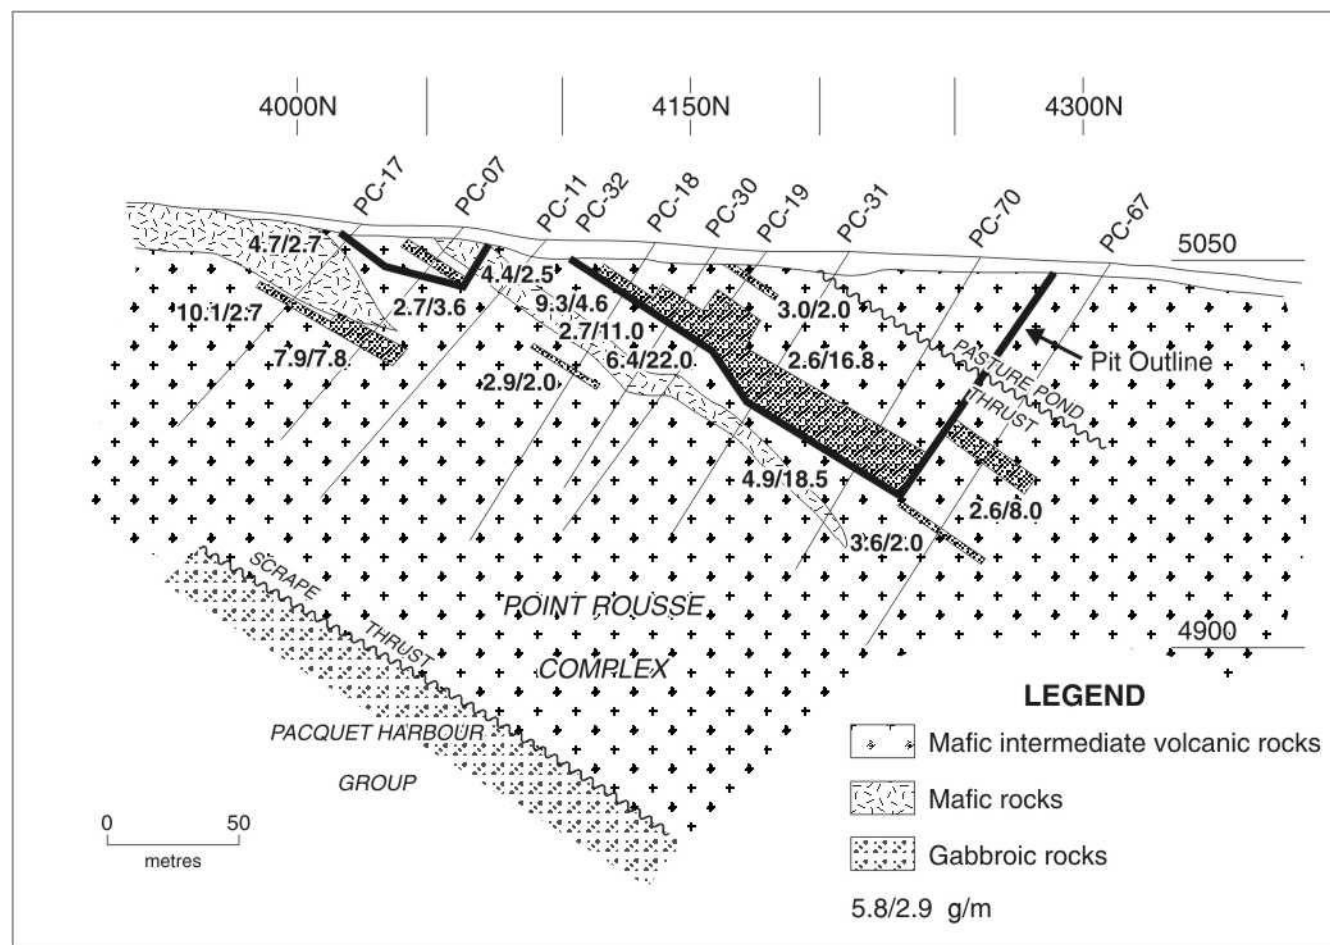 4000N
4150N
4300N
PC-17
PC-07
PC-11
PC-32
PC-18
PC-30
PC-19
PC-31
PC-70
PC-67
5050
4.7/2.7
4.4/2.5
10.1/2.7
2.7/3.6
9.3/4.6
3.0/2.0
2.7/11.0
7.9/7.8
6.4/22.0
2.6/16.8
PASTURE POND
THRUST
Pit Outline
2.9/2.0
4.9/18.5
2.6/8.0
3.6/2.0
SCRAPE
THRUST
POINT ROUSSE
COMPLEX
4900
PACQUET HARBOUR
GROUP
0
50
metres
LEGEND
Mafic intermediate volcanic rocks
Mafic rocks
Gabbroic rocks
5.8/2.9 g/m